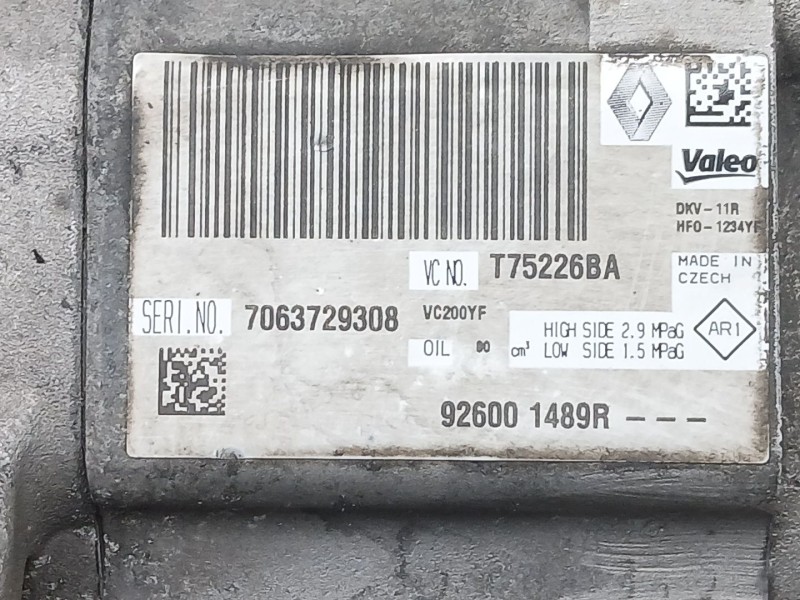 Valeo
DKV-11R
HFO-1234YF
VC NO. T75226BA
MADE IN
CZECH
SERI.NO. 7063729308 VC200YF
HIGH SIDE 2.9 MPaG
LOW SIDE 1.5 MPaG
AR1
OIL cm³
92600 1489R - - -